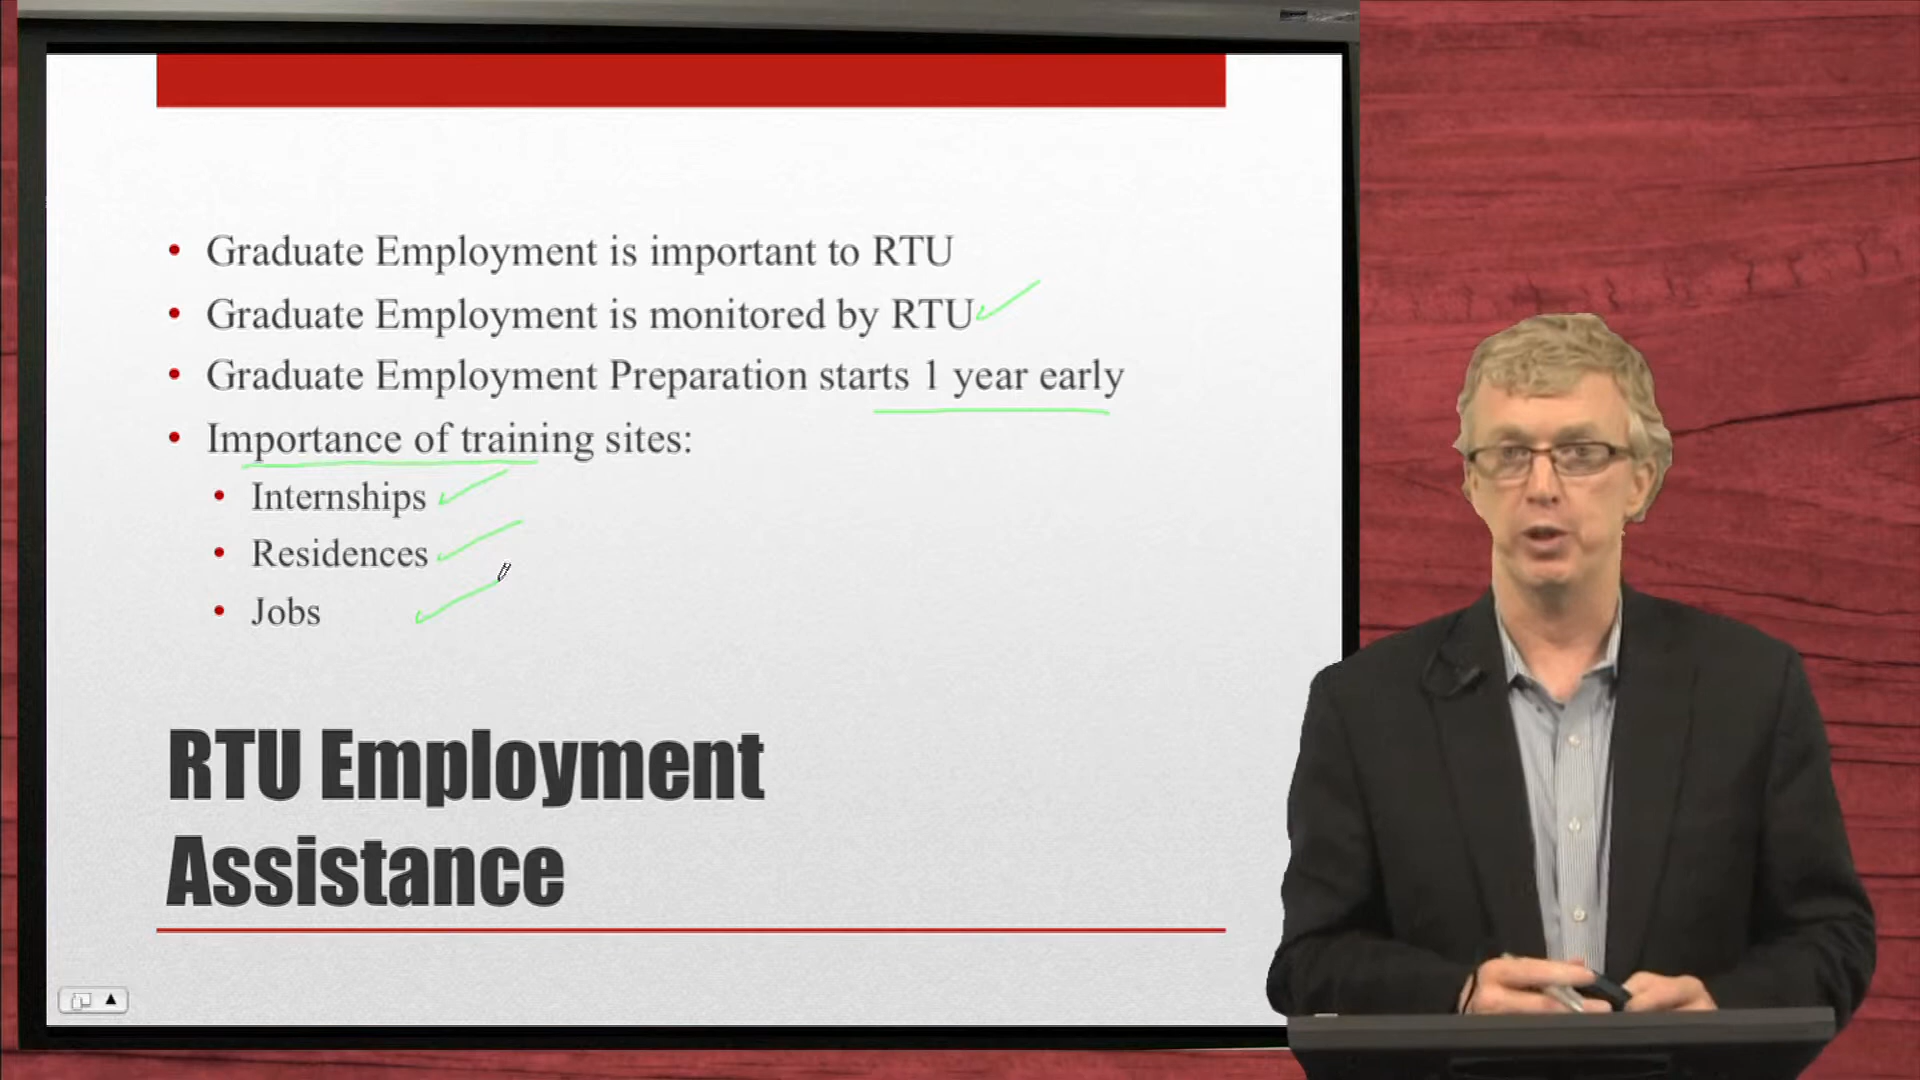 • Graduate Employment is important to RTU
• Graduate Employment is monitored by RTU
• Graduate Employment Preparation starts 1 year early
• Importance of training sites:
• Internships
• Residences
• Jobs
RTU Employment
Assistance